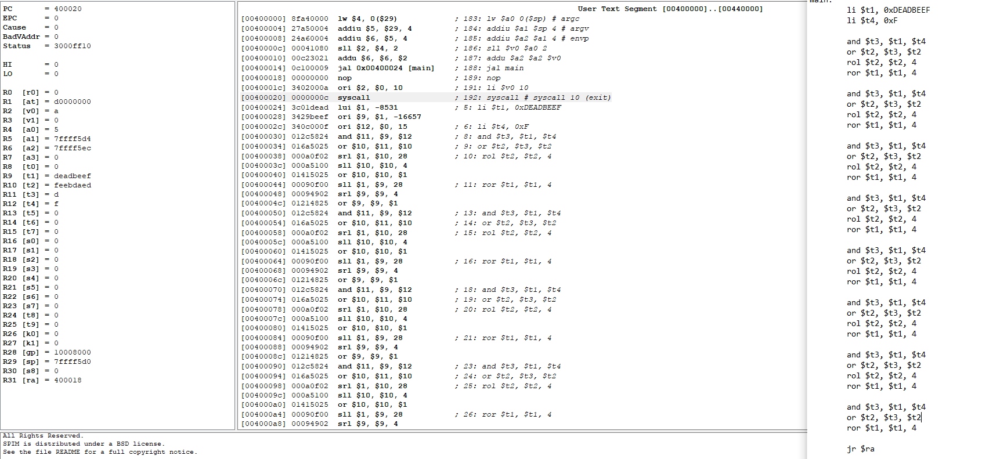 PC       = 400020
EPC      = 0
Cause    = 0
BadVAddr = 0
Status   = 3000ff10
HI       = 0
LO       = 0
R0  [r0] = 0
R1  [at] = d0000000
R2  [v0] = a
R3  [v1] = 0
R4  [a0] = 5
R5  [a1] = 7ffff5d4
R6  [a2] = 7ffff5ec
R7  [a3] = 0
R8  [t0] = 0
R9  [t1] = deadbeef
R10 [t2] = feebdaed
R11 [t3] = d
R12 [t4] = f
R13 [t5] = 0
R14 [t6] = 0
R15 [t7] = 0
R16 [s0] = 0
R17 [s1] = 0
R18 [s2] = 0
R19 [s3] = 0
R20 [s4] = 0
R21 [s5] = 0
R22 [s6] = 0
R23 [s7] = 0
R24 [t8] = 0
R25 [t9] = 0
R26 [k0] = 0
R27 [k1] = 0
R28 [gp] = 10008000
R29 [sp] = 7ffff5d0
R30 [s8] = 0
R31 [ra] = 400018
User Text Segment [00400000]..[00440000]
[00400000] 8fa40000  lw $4, 0($29)            ; 183: lw $a0 0($sp) # argc
[00400004] 27a50004  addiu $5, $29, 4         ; 184: addiu $a1 $sp 4 # argv
[00400008] 24a60004  addiu $6, $5, 4          ; 185: addiu $a2 $a1 4 # envp
[0040000c] 00041080  sll $2, $4, 2            ; 186: sll $v0 $a0 2
[00400010] 00c23021  addu $6, $6, $2          ; 187: addu $a2 $a2 $v0
[00400014] 0c100009  jal 0x00400024 [main]    ; 188: jal main
[00400018] 00000000  nop                      ; 189: nop
[0040001c] 3402000a  ori $2, $0, 10           ; 191: li $v0 10
[00400020] 0000000c  syscall                  ; 192: syscall # syscall 10 (exit)
[00400024] 3c01dead  lui $1, -8531            ; 5: li $t1, 0xDEADBEEF
[00400028] 3429beef  ori $9, $1, -16657
[0040002c] 340c000f  ori $12, $0, 15          ; 6: li $t4, 0xF
[00400030] 012c5824  and $11, $9, $12         ; 8: and $t3, $t1, $t4
[00400034] 016a5025  or $10, $11, $10         ; 9: or $t2, $t3, $t2
[00400038] 000a0f02  srl $1, $10, 28          ; 10: rol $t2, $t2, 4
[0040003c] 000a5100  sll $10, $10, 4
[00400040] 01415025  or $10, $10, $1
[00400044] 00090f00  sll $1, $9, 28           ; 11: ror $t1, $t1, 4
[00400048] 00094902  srl $9, $9, 4
[0040004c] 01214825  or $9, $9, $1
[00400050] 012c5824  and $11, $9, $12         ; 13: and $t3, $t1, $t4
[00400054] 016a5025  or $10, $11, $10         ; 14: or $t2, $t3, $t2
[00400058] 000a0f02  srl $1, $10, 28          ; 15: rol $t2, $t2, 4
[0040005c] 000a5100  sll $10, $10, 4
[00400060] 01415025  or $10, $10, $1
[00400064] 00090f00  sll $1, $9, 28           ; 16: ror $t1, $t1, 4
[00400068] 00094902  srl $9, $9, 4
[0040006c] 01214825  or $9, $9, $1
[00400070] 012c5824  and $11, $9, $12         ; 18: and $t3, $t1, $t4
[00400074] 016a5025  or $10, $11, $10         ; 19: or $t2, $t3, $t2
[00400078] 000a0f02  srl $1, $10, 28          ; 20: rol $t2, $t2, 4
[0040007c] 000a5100  sll $10, $10, 4
[00400080] 01415025  or $10, $10, $1
[00400084] 00090f00  sll $1, $9, 28           ; 21: ror $t1, $t1, 4
[00400088] 00094902  srl $9, $9, 4
[0040008c] 01214825  or $9, $9, $1
[00400090] 012c5824  and $11, $9, $12         ; 23: and $t3, $t1, $t4
[00400094] 016a5025  or $10, $11, $10         ; 24: or $t2, $t3, $t2
[00400098] 000a0f02  srl $1, $10, 28          ; 25: rol $t2, $t2, 4
[0040009c] 000a5100  sll $10, $10, 4
[004000a0] 01415025  or $10, $10, $1
[004000a4] 00090f00  sll $1, $9, 28           ; 26: ror $t1, $t1, 4
[004000a8] 00094902  srl $9, $9, 4
All Rights Reserved.
SPIM is distributed under a BSD license.
See the file README for a full copyright notice.
main:
li $t1, 0xDEADBEEF
li $t4, 0xF
and $t3, $t1, $t4
or $t2, $t3, $t2
rol $t2, $t2, 4
ror $t1, $t1, 4
and $t3, $t1, $t4
or $t2, $t3, $t2
rol $t2, $t2, 4
ror $t1, $t1, 4
and $t3, $t1, $t4
or $t2, $t3, $t2
rol $t2, $t2, 4
ror $t1, $t1, 4
and $t3, $t1, $t4
or $t2, $t3, $t2
rol $t2, $t2, 4
ror $t1, $t1, 4
and $t3, $t1, $t4
or $t2, $t3, $t2
rol $t2, $t2, 4
ror $t1, $t1, 4
and $t3, $t1, $t4
or $t2, $t3, $t2
rol $t2, $t2, 4
ror $t1, $t1, 4
and $t3, $t1, $t4
or $t2, $t3, $t2
rol $t2, $t2, 4
ror $t1, $t1, 4
and $t3, $t1, $t4
or $t2, $t3, $t2
ror $t1, $t1, 4
jr $ra